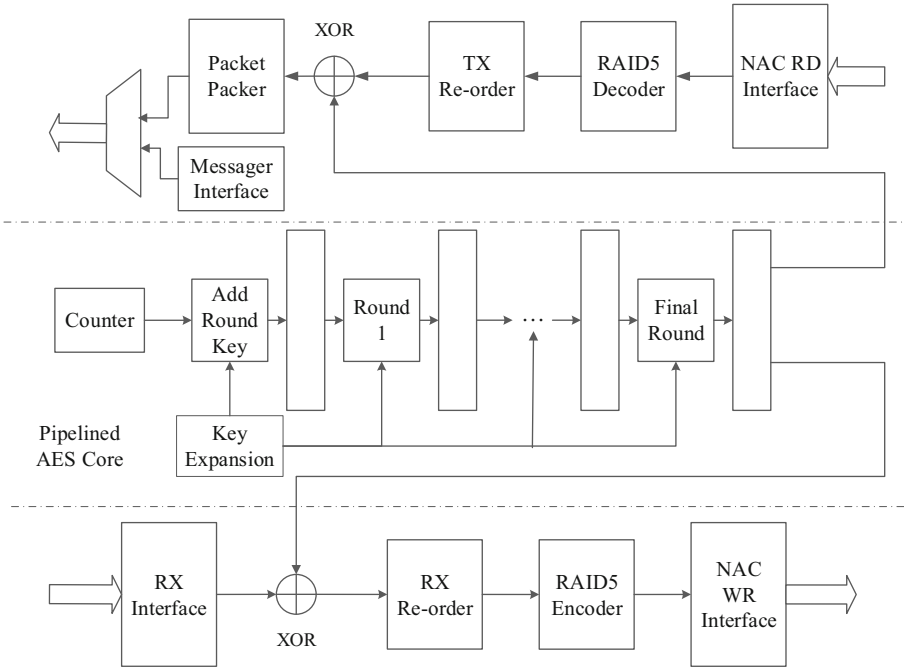 XOR
Packet
Packer
TX
Re-order
RAID5
Decoder
NAC RD
Interface
Messager
Interface
Counter
Add
Round
Key
Round
1
...
Final
Round
Pipelined
AES Core
Key
Expansion
RX
Interface
XOR
RX
Re-order
RAID5
Encoder
NAC
WR
Interface